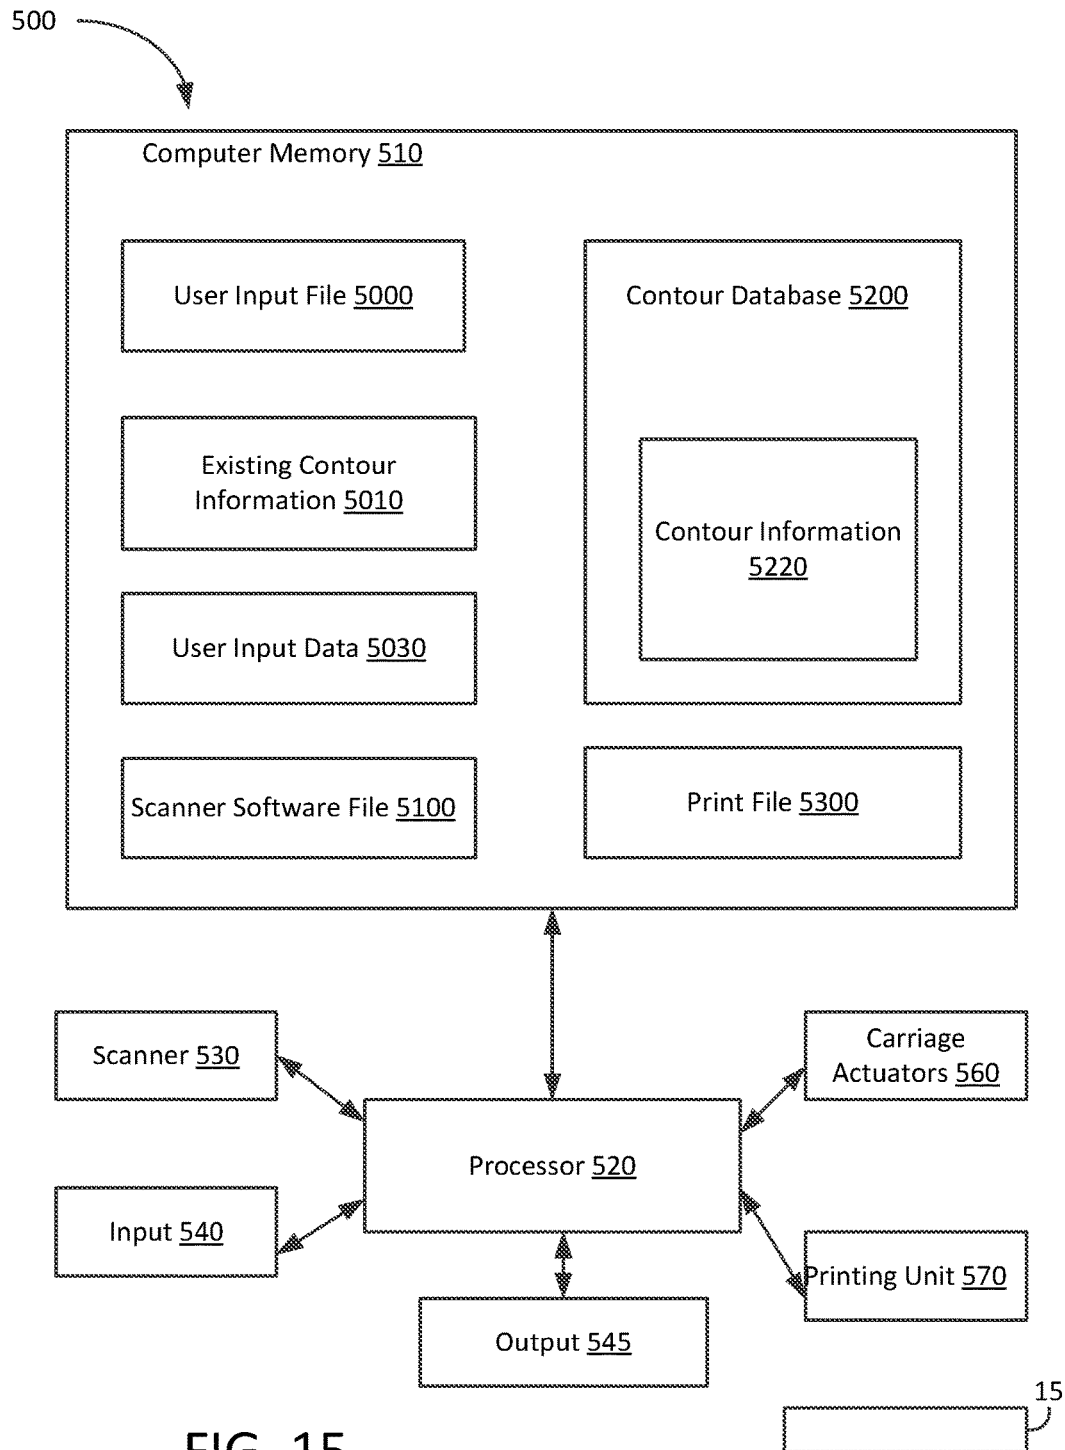 500
Computer Memory 510
User Input File 5000
Contour Database 5200
Existing Contour
Information 5010
Contour Information
5220
User Input Data 5030
Scanner Software File 5100
Print File 5300
Scanner 530
Carriage
Actuators 560
Processor 520
Input 540
Printing Unit 570
Output 545
15
FIG. 15